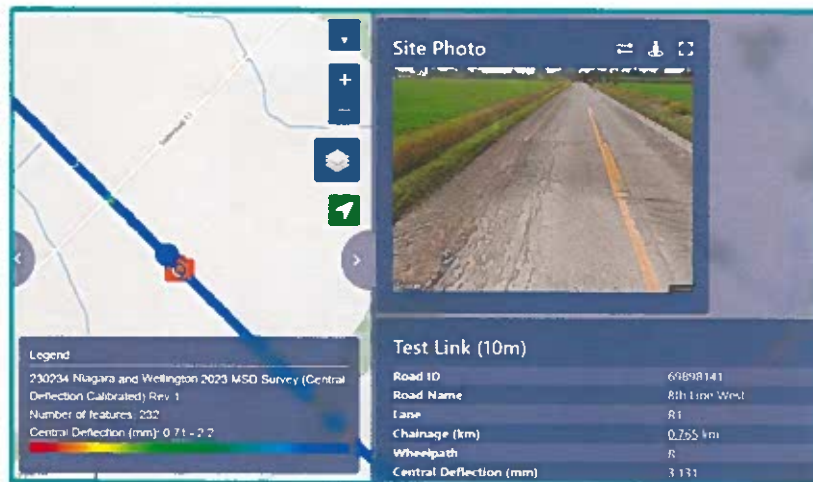 Site Photo
Sideroad 17
Legend
230234 Niagara and Wellington 2023 MSD Survey (Central
Deflection Calibrated) Rev 1
Number of features: 232
Central Deflection (mm): 0.71 - 2.2
Test Link (10m)
Road ID 69898141
Road Name 8th Line West
Lane R1
Chainage (km) 0.765 km
Wheelpath R
Central Deflection (mm) 3.131